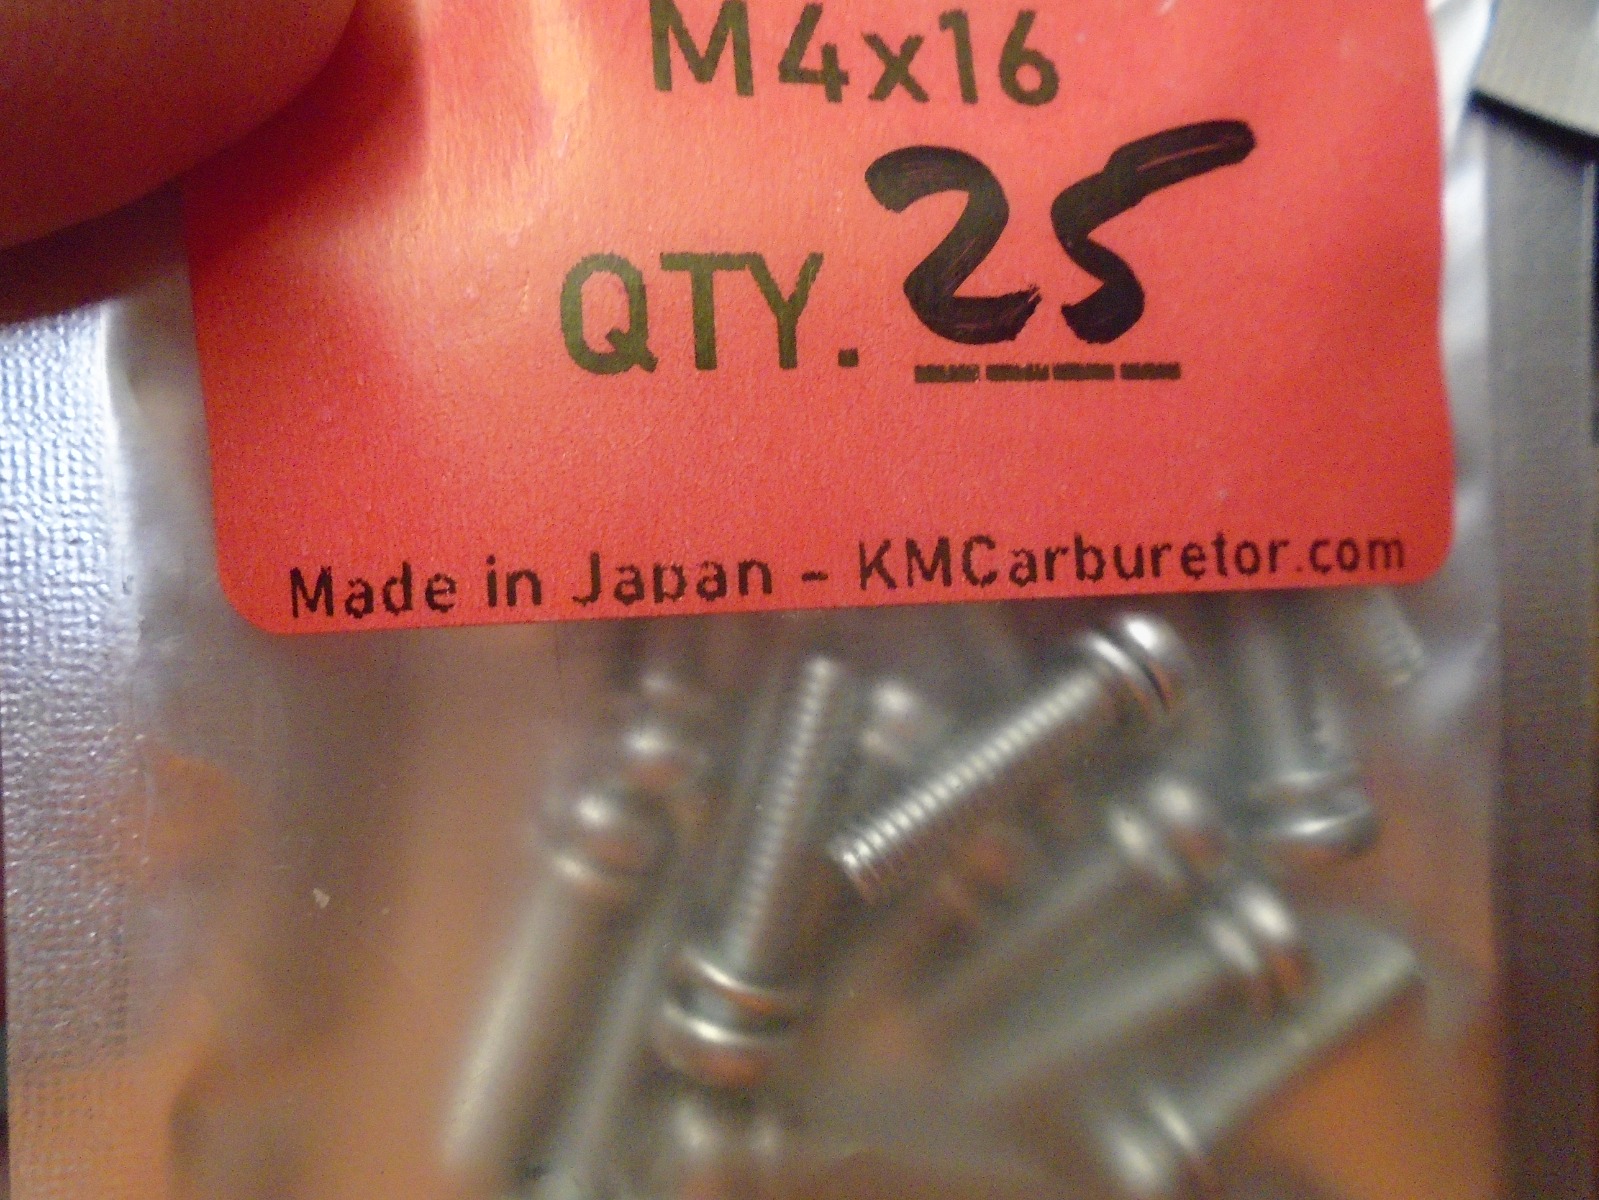 M4x16
QTY. 25
Made in Japan - KMCarburetor.com